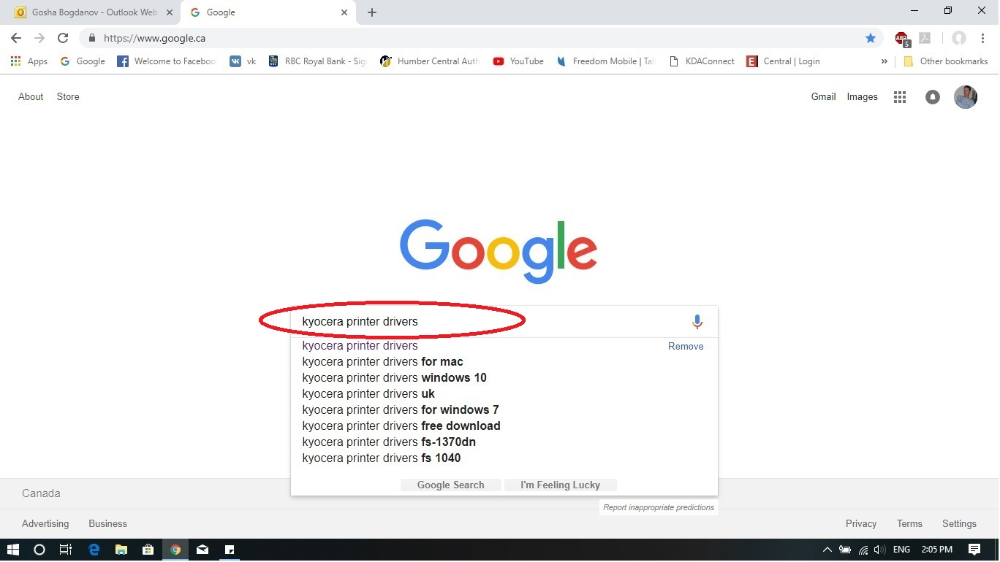 Gosha Bogdanov - Outlook Web
Google
https://www.google.ca
ABP
5
Apps
Google
Welcome to Faceboo
vk
RBC Royal Bank - Sig
Humber Central Auth
YouTube
Freedom Mobile | Tal
KDAConnect
Central | Login
»
Other bookmarks
About
Store
Gmail
Images
Google
kyocera printer drivers
kyocera printer drivers
Remove
kyocera printer drivers for mac
kyocera printer drivers windows 10
kyocera printer drivers uk
kyocera printer drivers for windows 7
kyocera printer drivers free download
kyocera printer drivers fs-1370dn
kyocera printer drivers fs 1040
Google Search
I'm Feeling Lucky
Report inappropriate predictions
Canada
Advertising
Business
Privacy
Terms
Settings
ENG
2:05 PM